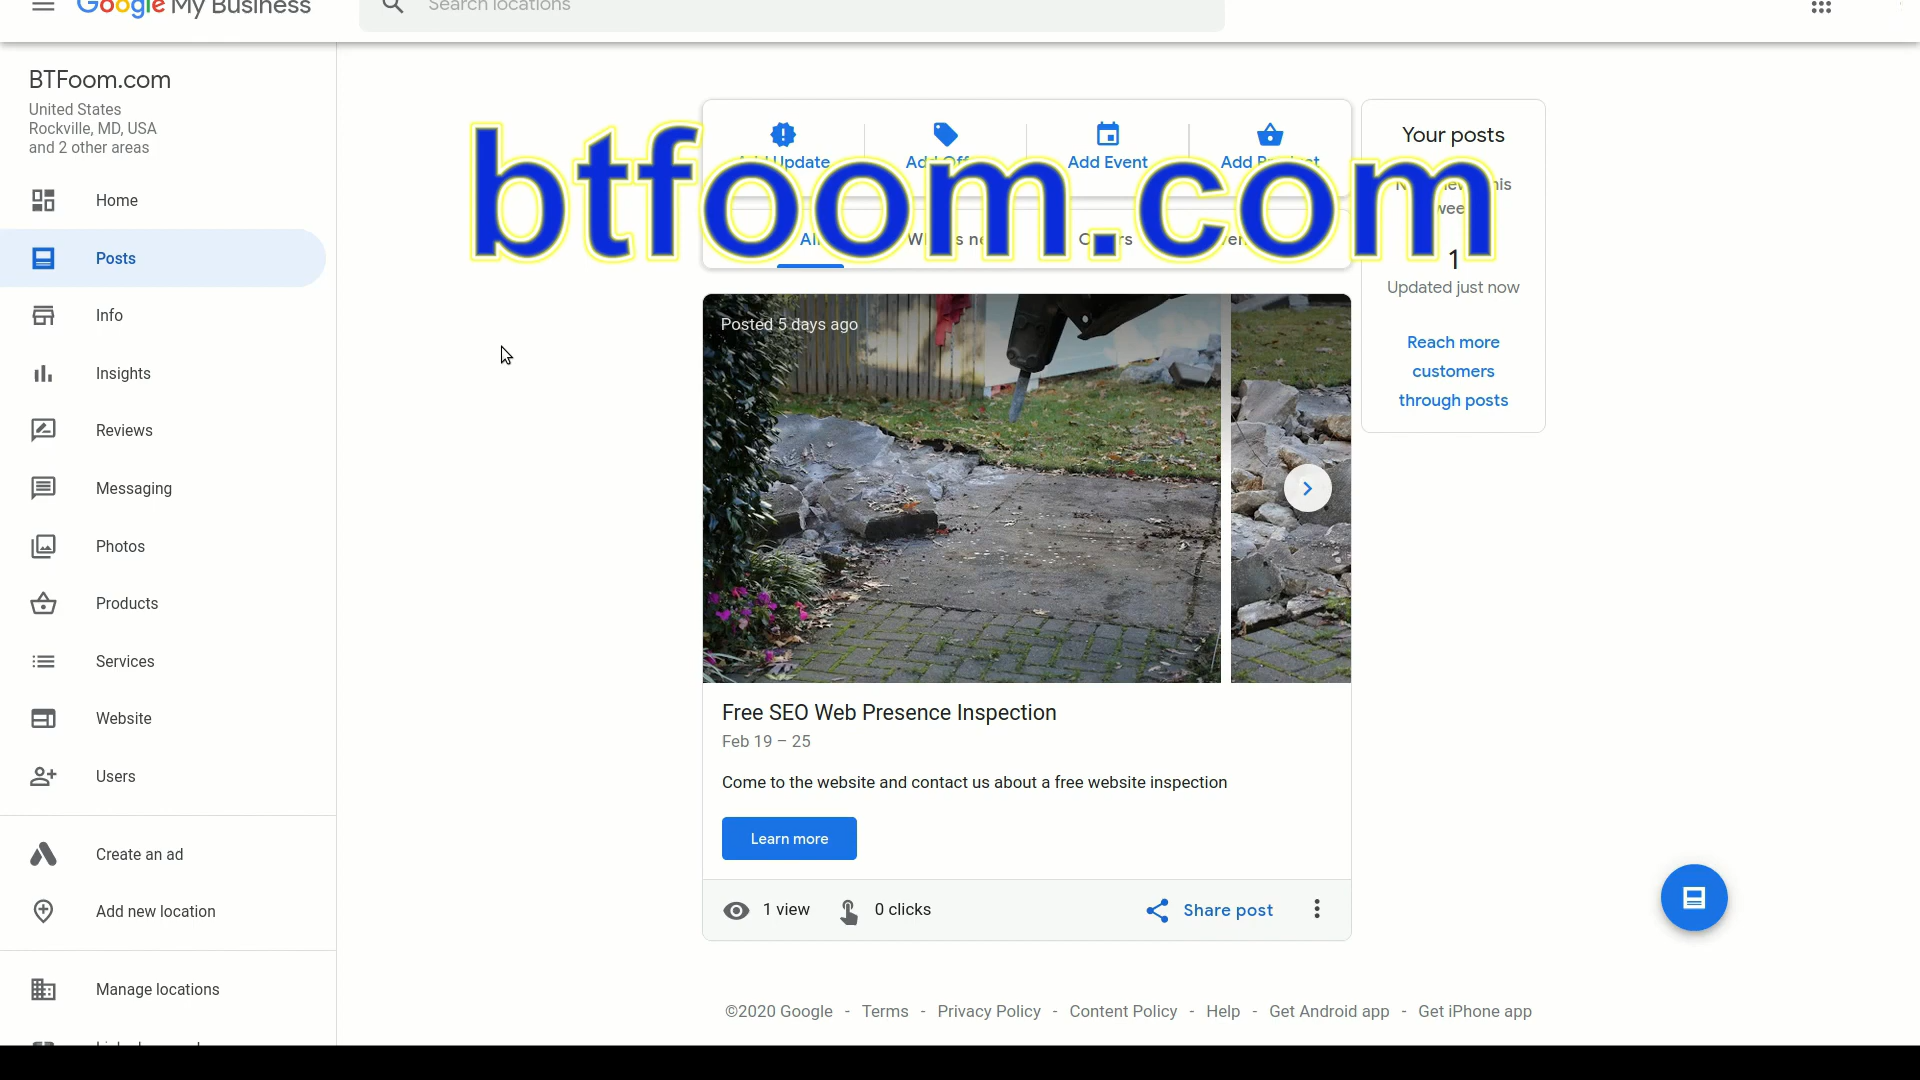 Google My Business
Search locations
BTFoom.com
United States
Rockville, MD, USA
and 2 other areas
Home
Posts
Info
Insights
Reviews
Messaging
Photos
Products
Services
Website
Users
Create an ad
Add new location
Manage locations
btfoom.com
Add Update
Add Event
Add Product
All
Your posts
1
Updated just now
Reach more
customers
through posts
Posted 5 days ago
Free SEO Web Presence Inspection
Feb 19 – 25
Come to the website and contact us about a free website inspection
Learn more
1 view
0 clicks
Share post
©2020 Google - Terms - Privacy Policy - Content Policy - Help - Get Android app - Get iPhone app